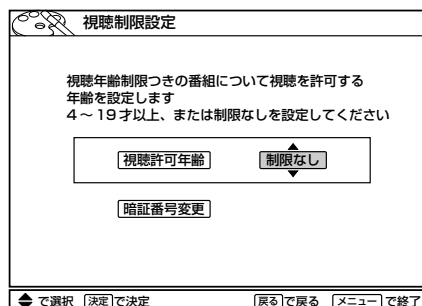 視聴制限設定
視聴年齢制限つきの番組について視聴を許可する
年齢を設定します
4～19才以上、または制限なしを設定してください
視聴許可年齢 制限なし
暗証番号変更
で選択 決定 で決定 戻る で戻る メニュー で終了